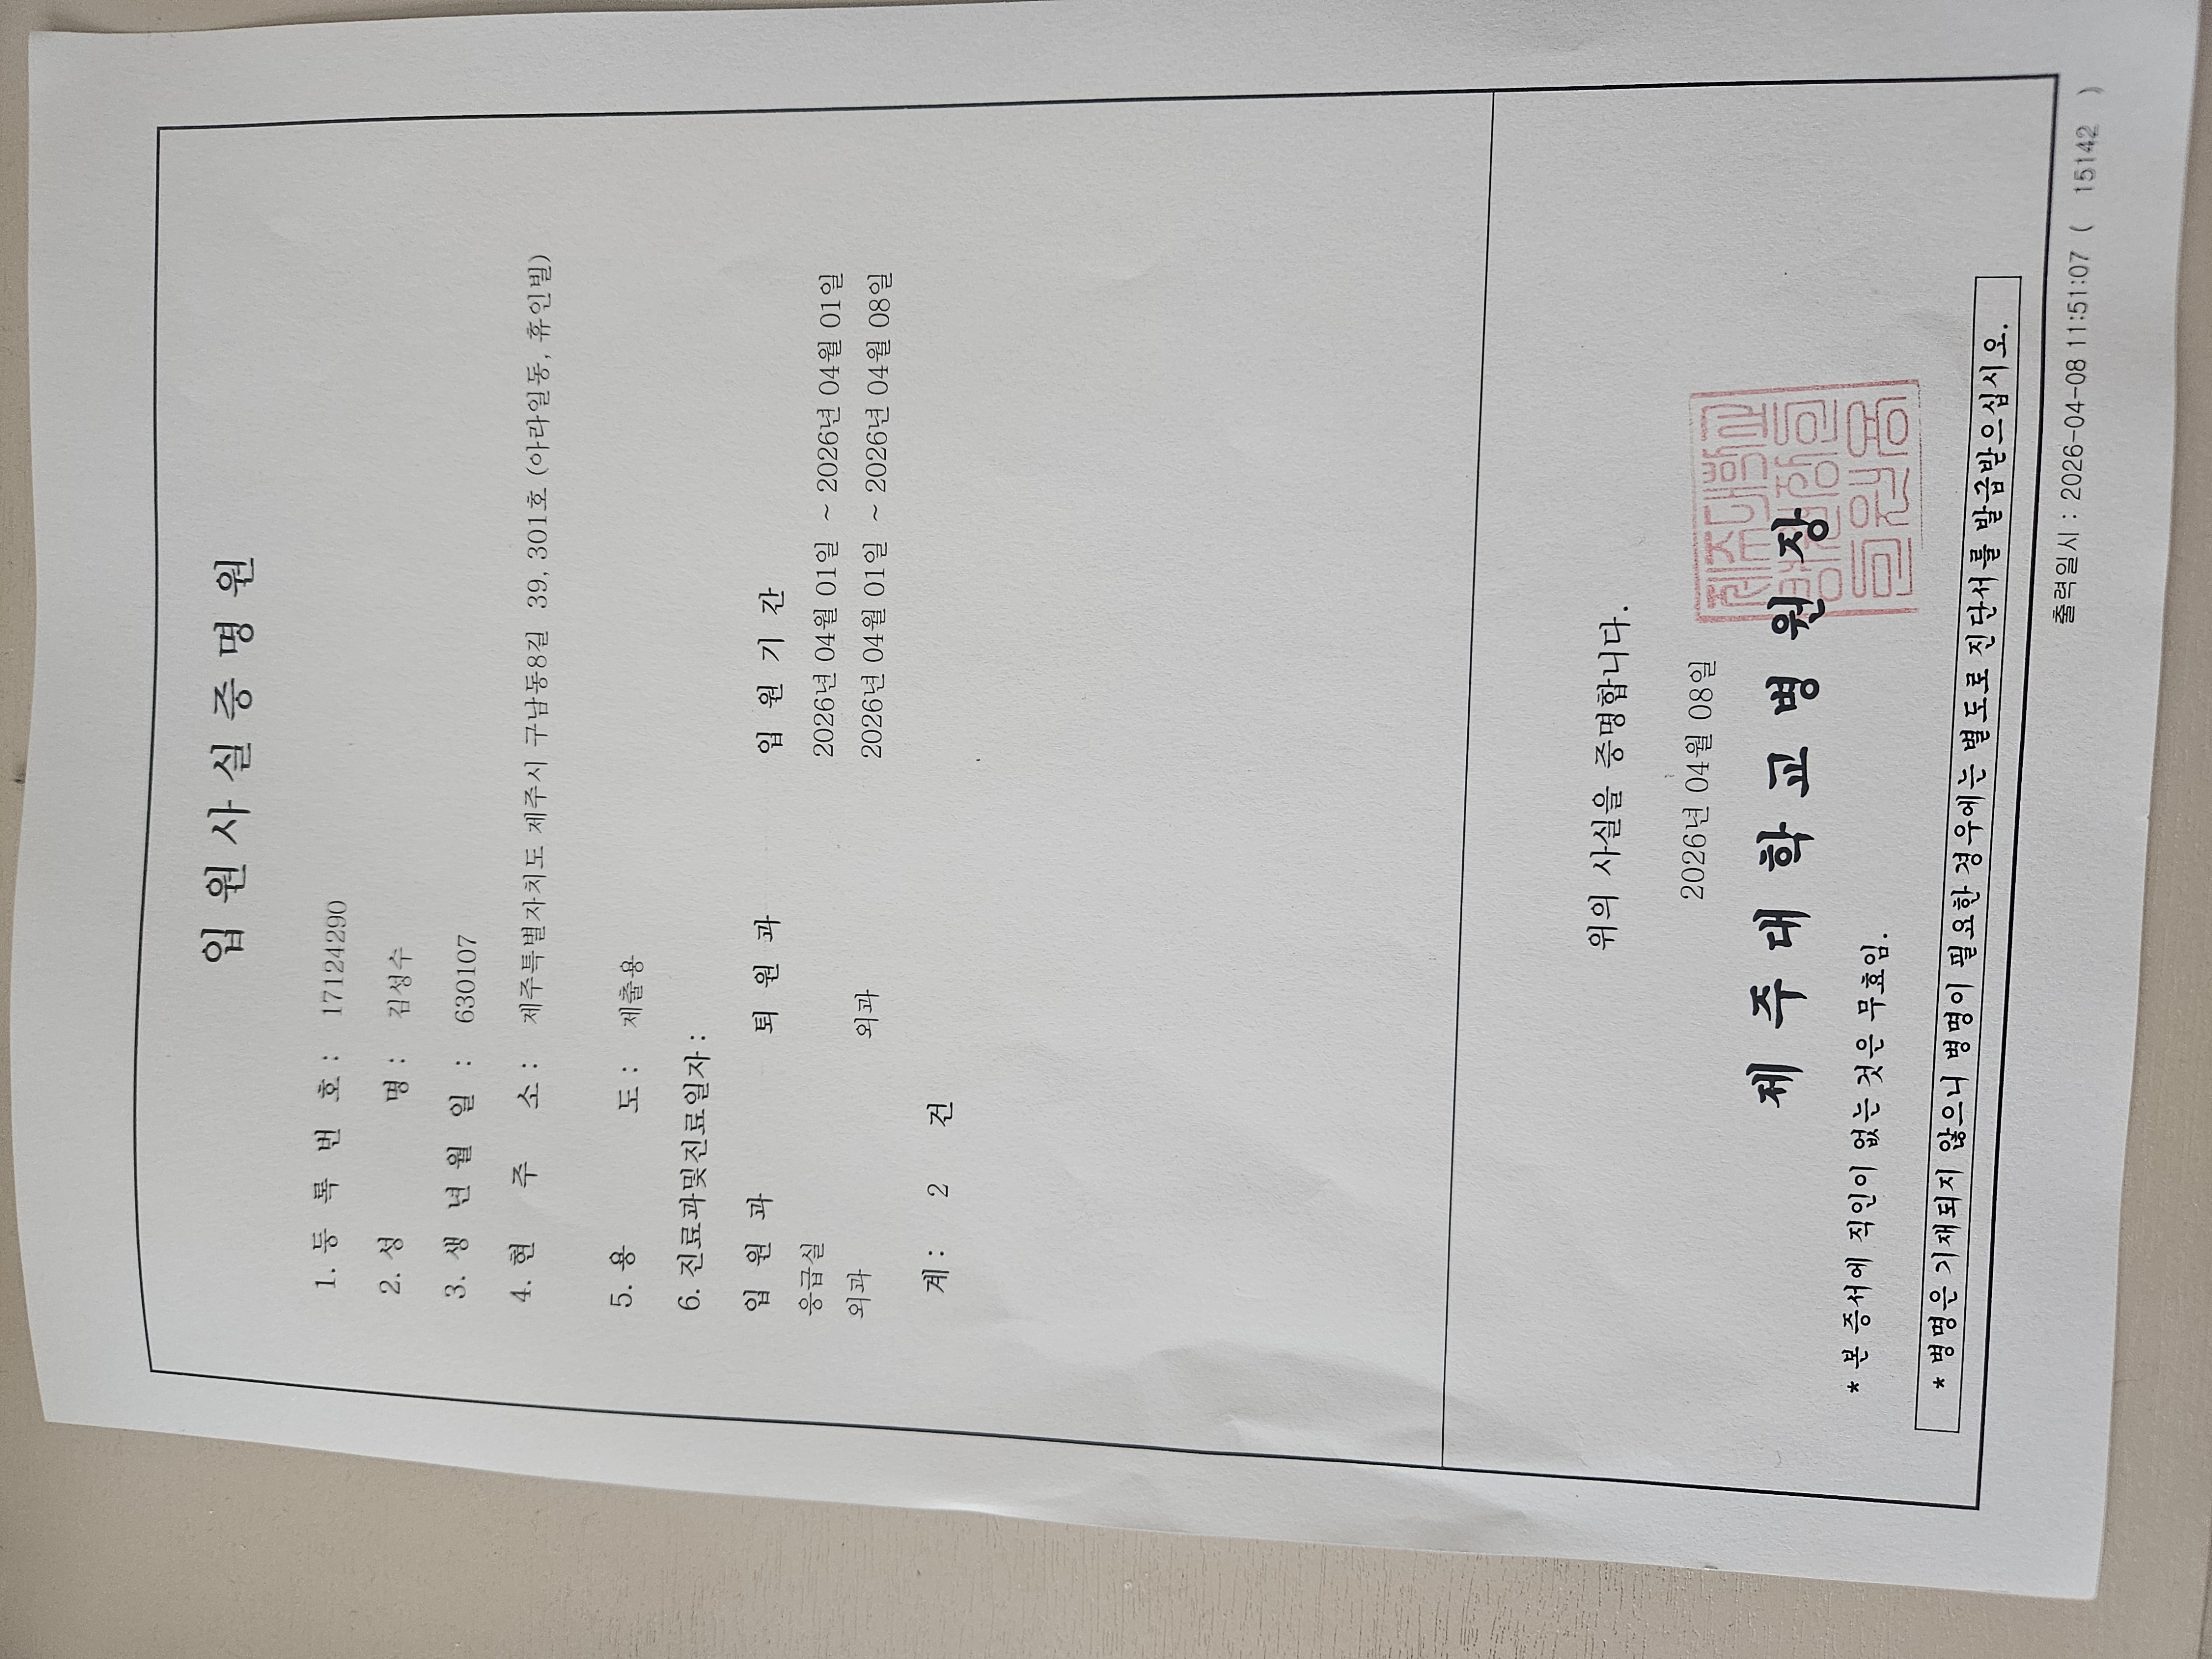 입 원 사 실 증 명 원
1. 등 록 번 호 : 17124290
2. 성 명 : 김성수
3. 생 년 월 일 : 630107
4. 현 주 소 : 제주특별자치도 제주시 구남동8길 39, 301호 (아라일동, 휴인빌)
5. 용 도 : 제출용
6. 진료과및진료일자 :
입 원 과 퇴 원 과 입 원 기 간
응급실 2026년 04월 01일 ~ 2026년 04월 01일
외과 외과 2026년 04월 01일 ~ 2026년 04월 08일
계 : 2 건
위의 사실을 증명합니다.
2026년 04월 08일
제 주 대 학 교 병 원 장
* 본 증서에 직인이 없는 것은 무효임.
* 병명은 기재되지 않으니 병명이 필요한 경우에는 별도로 진단서를 발급받으십시오.
출력일시 : 2026-04-08 11:51:07 ( 15142 )